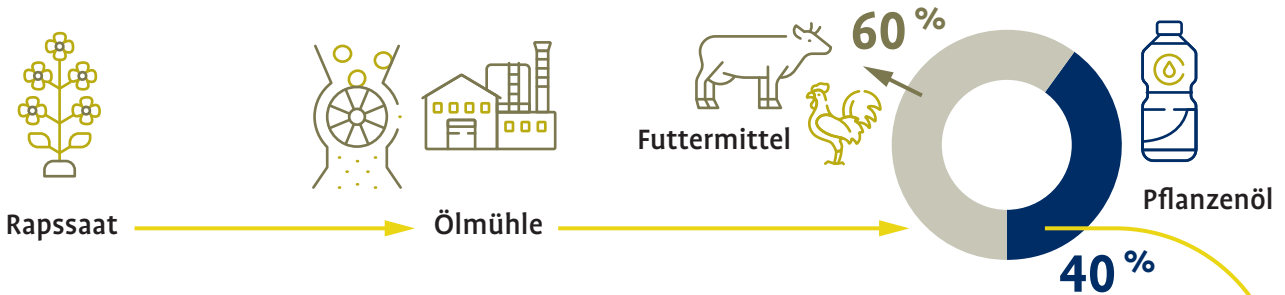 60 %
Futtermittel
Pflanzenöl
Rapssaat
Ölmühle
40 %